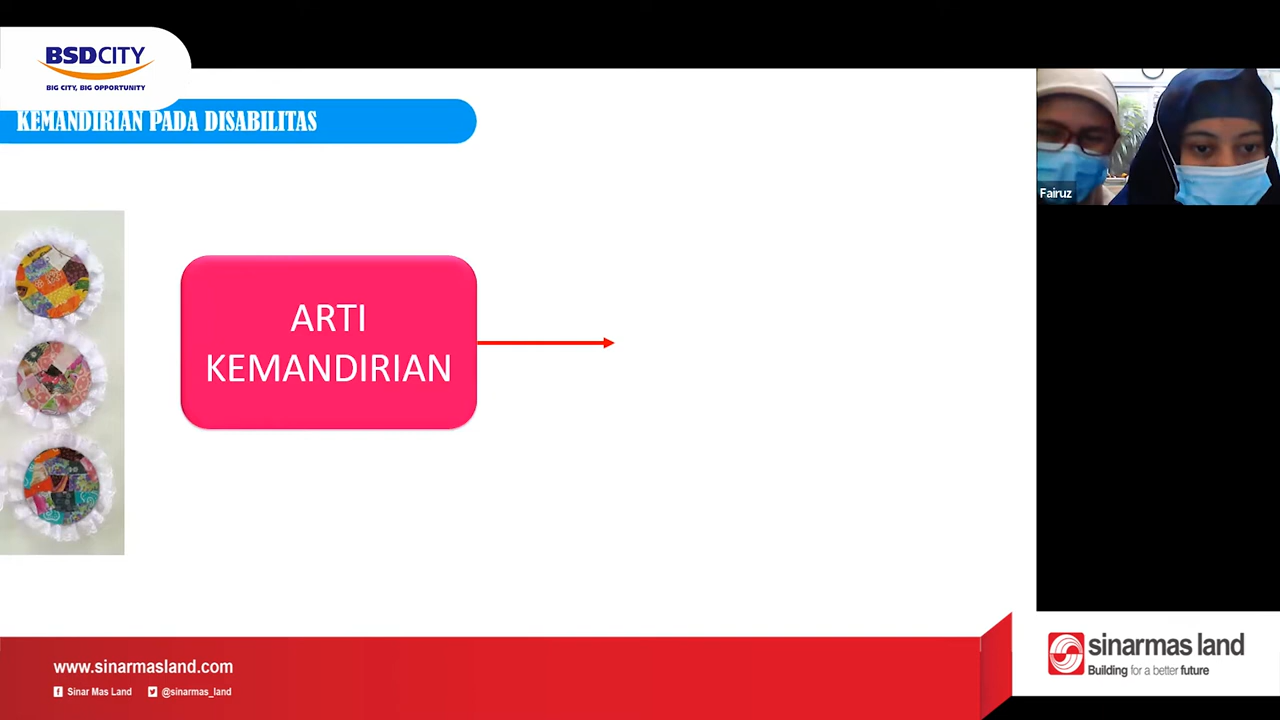 BSDCITY
BIG CITY, BIG OPPORTUNITY
KEMANDIRIAN PADA DISABILITAS
Fairuz
ARTI
KEMANDIRIAN
www.sinarmasland.com
Sinar Mas Land @sinarmas_land
sinarmas land
Building for a better future